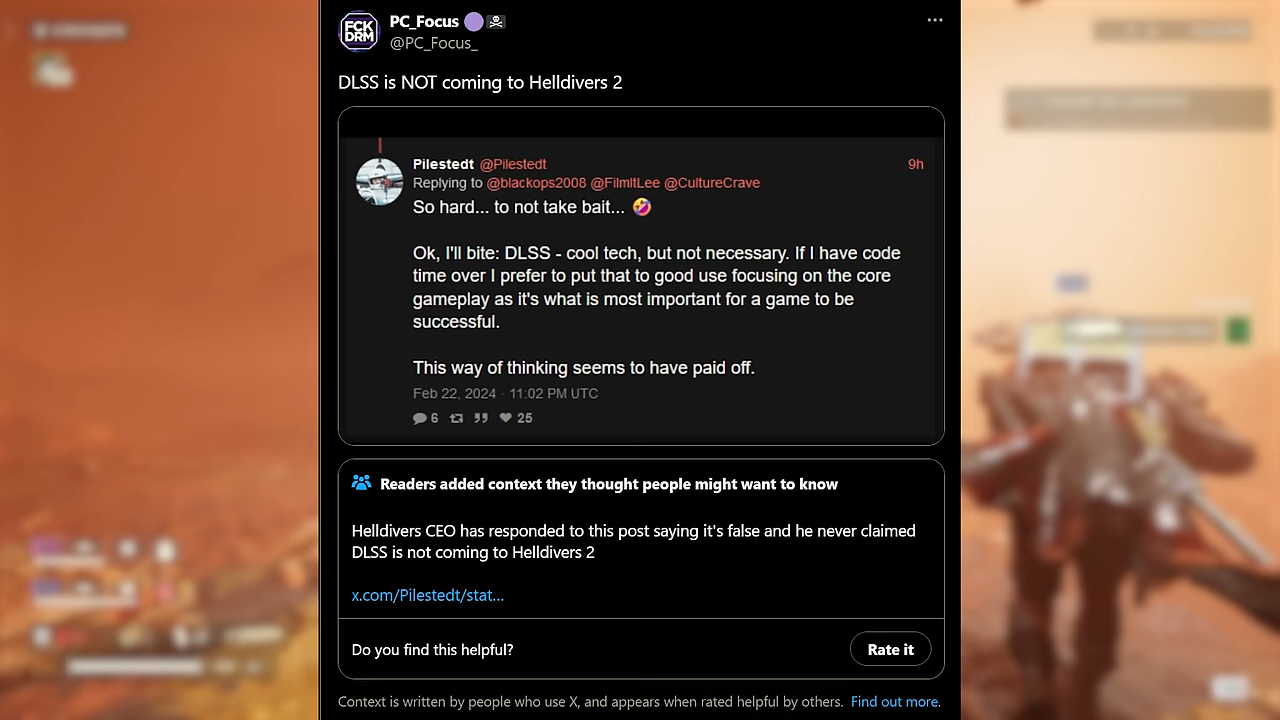 FCK
DRM
PC_Focus
@PC_Focus_
DLSS is NOT coming to Helldivers 2
Pilestedt @Pilestedt 9h
Replying to @blackops2008 @FilmItLee @CultureCrave
So hard... to not take bait... 🤣
Ok, I'll bite: DLSS - cool tech, but not necessary. If I have code
time over I prefer to put that to good use focusing on the core
gameplay as it's what is most important for a game to be
successful.
This way of thinking seems to have paid off.
Feb 22, 2024 · 11:02 PM UTC
6 25
Readers added context they thought people might want to know
Helldivers CEO has responded to this post saying it's false and he never claimed
DLSS is not coming to Helldivers 2
x.com/Pilestedt/stat...
Do you find this helpful? Rate it
Context is written by people who use X, and appears when rated helpful by others. Find out more.